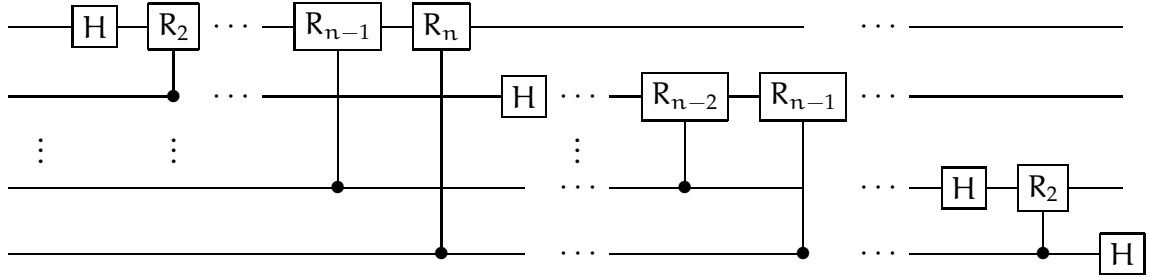 H R₂ ⋯ Rₙ₋₁ Rₙ ⋯
⋯ H ⋯ Rₙ₋₂ Rₙ₋₁ ⋯
⋮ ⋮ ⋮
⋯ ⋯ H R₂
⋯ ⋯ H